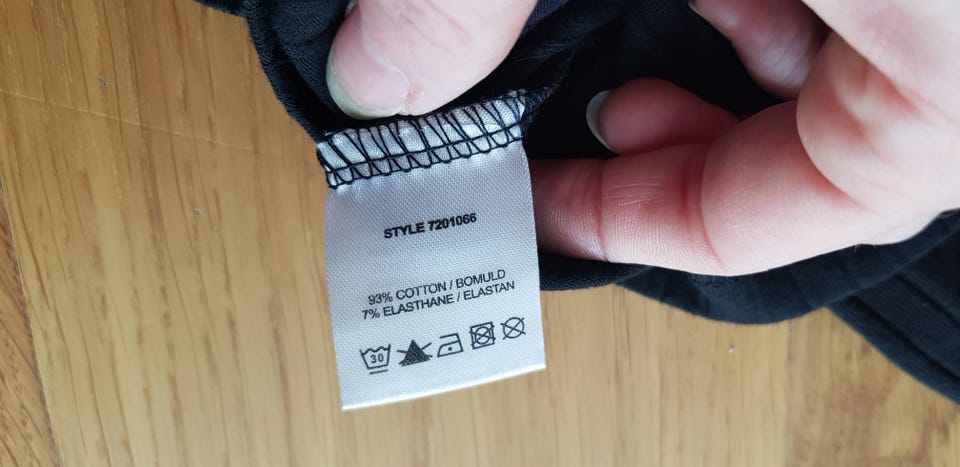 STYLE 7201066
93% COTTON / BOMULD
7% ELASTHANE / ELASTAN
30